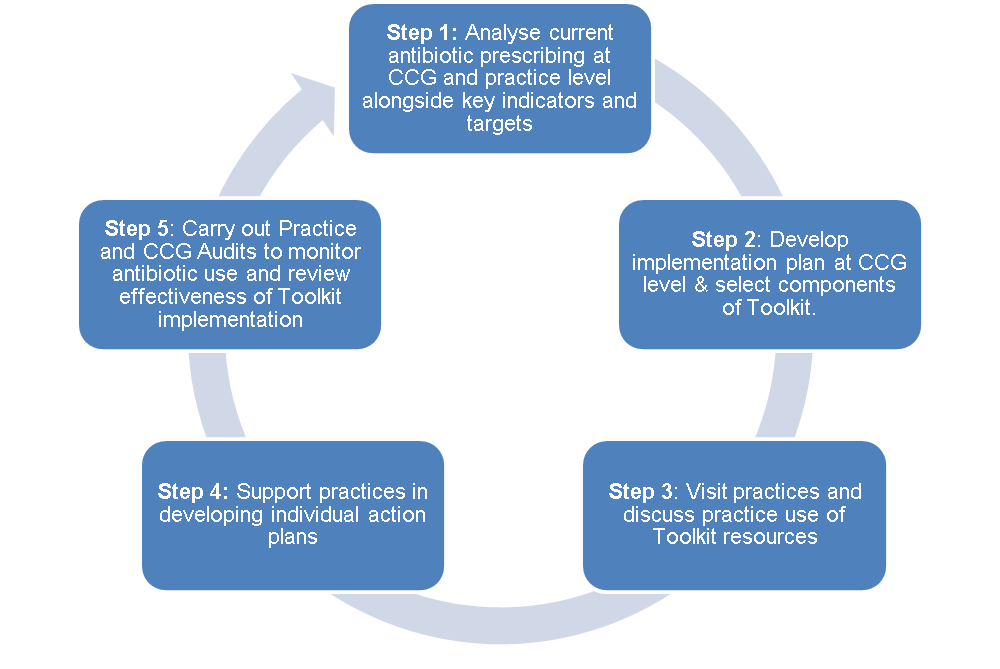 Step 1: Analyse current
antibiotic prescribing at
CCG and practice level
alongside key indicators and
targets
Step 2: Develop
implementation plan at CCG
level & select components
of Toolkit.
Step 3: Visit practices and
discuss practice use of
Toolkit resources
Step 4: Support practices in
developing individual action
plans
Step 5: Carry out Practice
and CCG Audits to monitor
antibiotic use and review
effectiveness of Toolkit
implementation